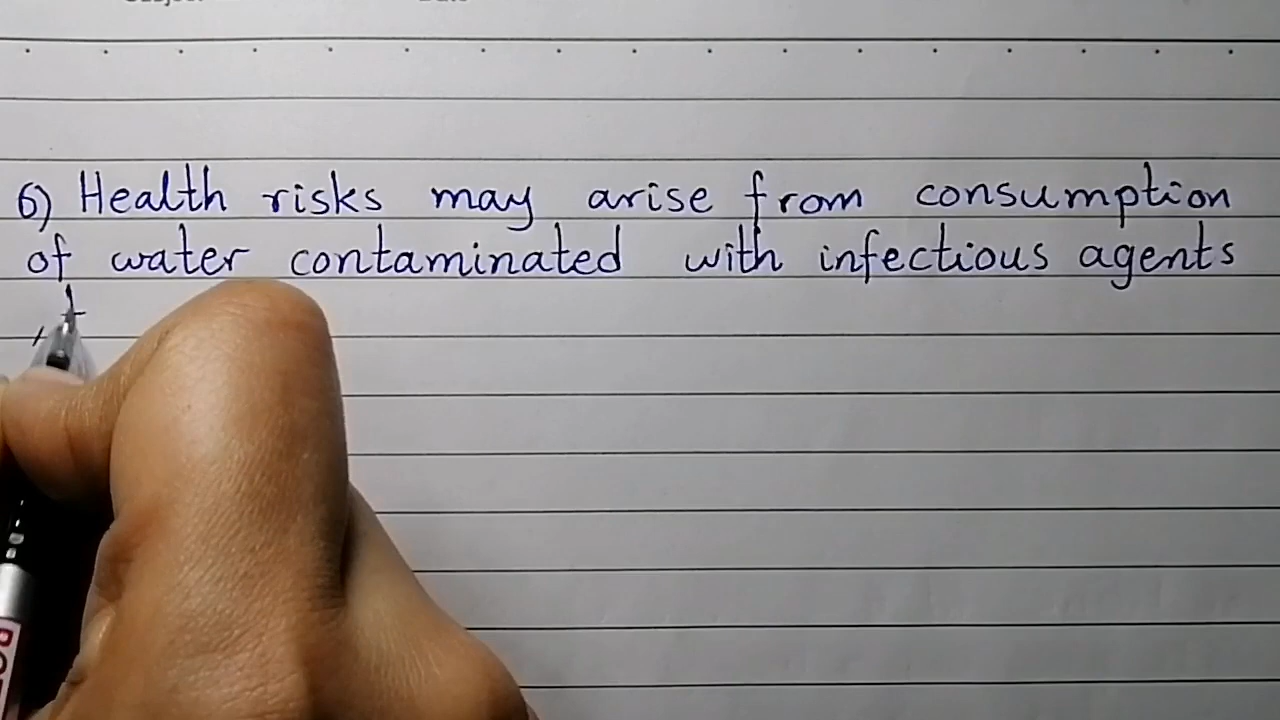 6) Health risks may arise from consumption
of water contaminated with infectious agents